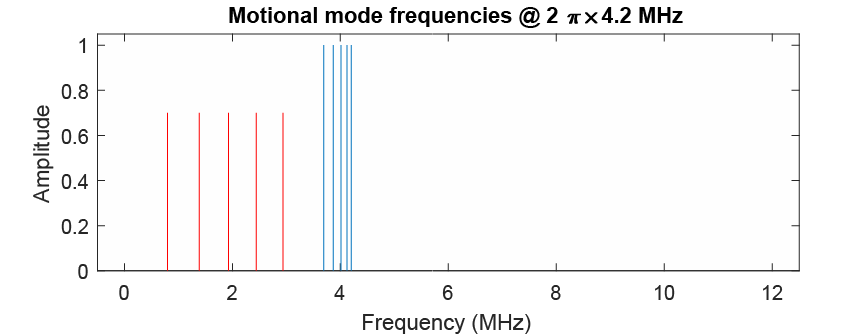 Motional mode frequencies @ 2 π×4.2 MHz
1
0.8
0.6
0.4
0.2
0
Amplitude
0 2 4 6 8 10 12
Frequency (MHz)